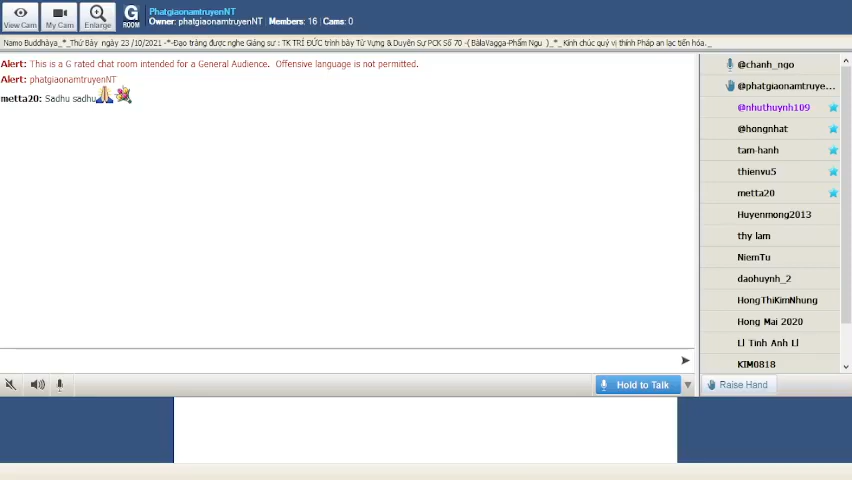 View Cam
My Cam
Enlarge
G
ROOM
PhatgiaonamtruyenNT
Owner: phatgiaonamtruyenNT | Members: 16 | Cams: 0
Namo Buddhàya_*_Thứ Bảy ngày 23 /10/2021 -*-Đạo tràng được nghe Giảng sư : TK TRÍ ĐỨC trình bày Từ Vựng & Duyên Sự PCK Số 70 -( BàlaVagga-Phẩm Ngu )_*_ Kính chúc quý vị thính Pháp an lạc tiến hóa._
Alert: This is a G rated chat room intended for a General Audience. Offensive language is not permitted.
Alert: phatgiaonamtruyenNT
metta20: Sadhu sadhu
@chanh_ngo
@phatgiaonamtruye...
@nhuthuynh109
@hongnhat
tam-hanh
thienvu5
metta20
Huyenmong2013
thy lam
NiemTu
daohuynh_2
HongThiKimNhung
Hong Mai 2020
LI Tinh Anh LI
KIM0818
Hold to Talk
Raise Hand